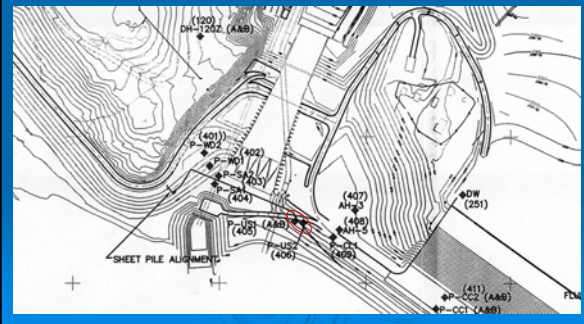 (120)
DH-120Z (A&B)
(401))
P-WD2
(402)
P-WD1
P-SA2
(403)
P-SA1
(404)
(407)
AH-3
(408)
AH-5
DW
(251)
P-US1 (A&B)
(405)
P-US2
(406)
P-CL1
(409)
SHEET PILE ALIGNMENT
(411)
P-CC2 (A&B)
P-CC1 (A&B)